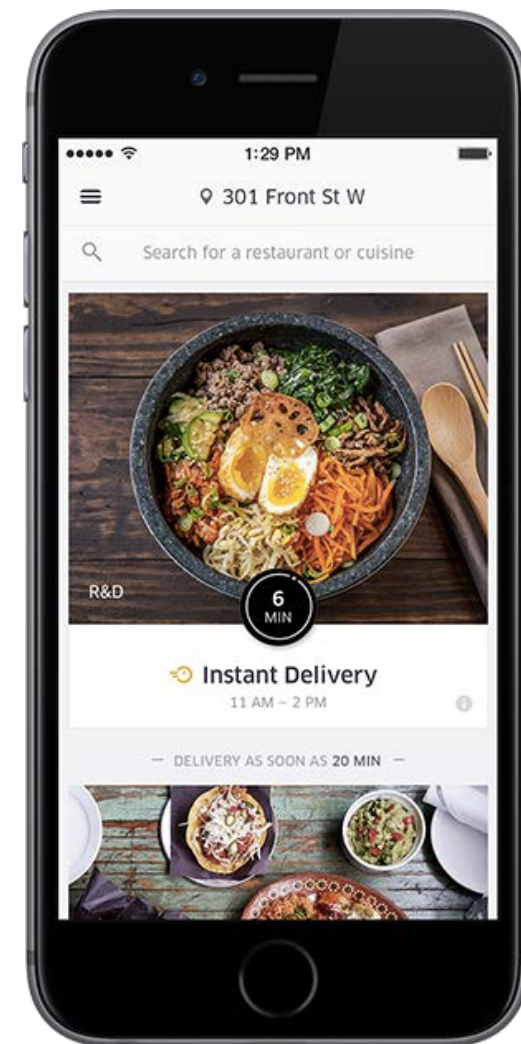 1:29 PM
301 Front St W
Search for a restaurant or cuisine
R&D
6
MIN
Instant Delivery
11 AM – 2 PM
— DELIVERY AS SOON AS 20 MIN —